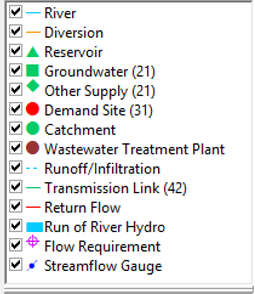 River
Diversion
Reservoir
Groundwater (21)
Other Supply (21)
Demand Site (31)
Catchment
Wastewater Treatment Plant
Runoff/Infiltration
Transmission Link (42)
Return Flow
Run of River Hydro
Flow Requirement
Streamflow Gauge